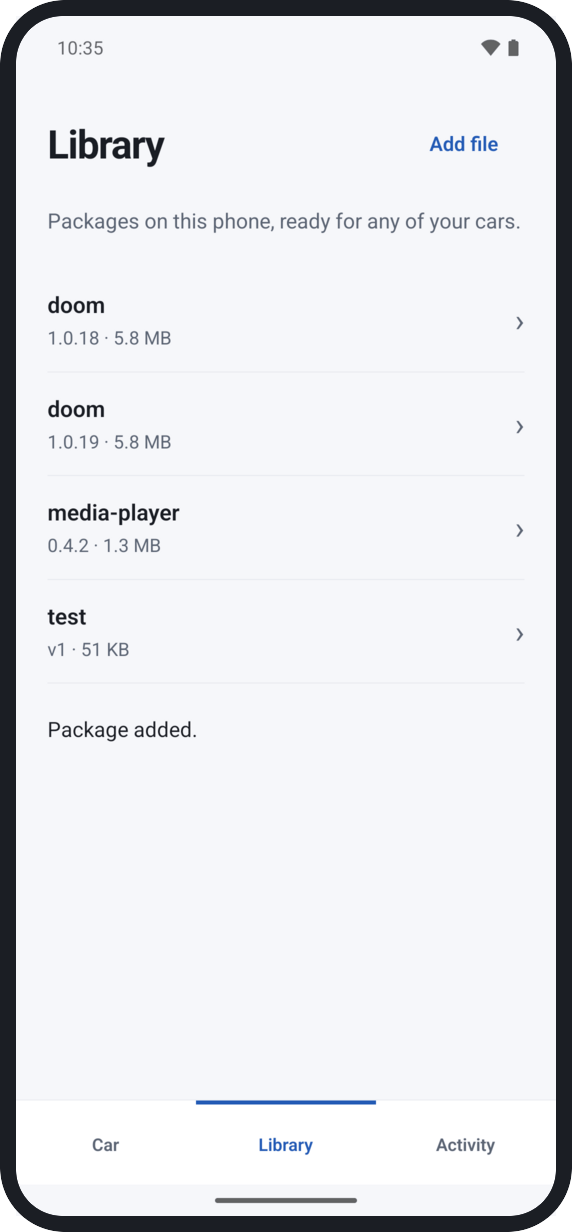 10:35
Library
Add file
Packages on this phone, ready for any of your cars.
doom
1.0.18 · 5.8 MB
doom
1.0.19 · 5.8 MB
media-player
0.4.2 · 1.3 MB
test
v1 · 51 KB
Package added.
Car
Library
Activity